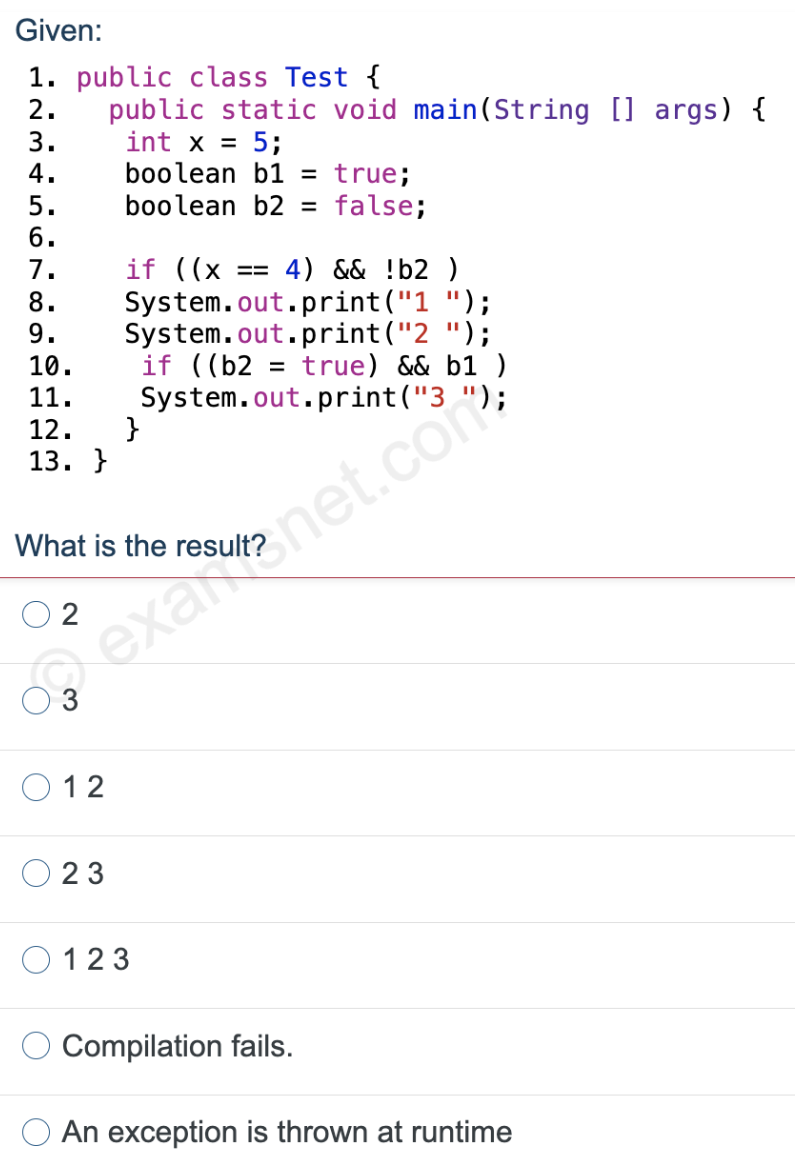 Given:
1. public class Test {
2. public static void main(String [] args) {
3. int x = 5;
4. boolean b1 = true;
5. boolean b2 = false;
6.
7. if ((x == 4) && !b2 )
8. System.out.print("1 ");
9. System.out.print("2 ");
10. if ((b2 = true) && b1 )
11. System.out.print("3 ");
12. }
13. }
What is the result?
© examsnet.com
2
3
1 2
2 3
1 2 3
Compilation fails.
An exception is thrown at runtime